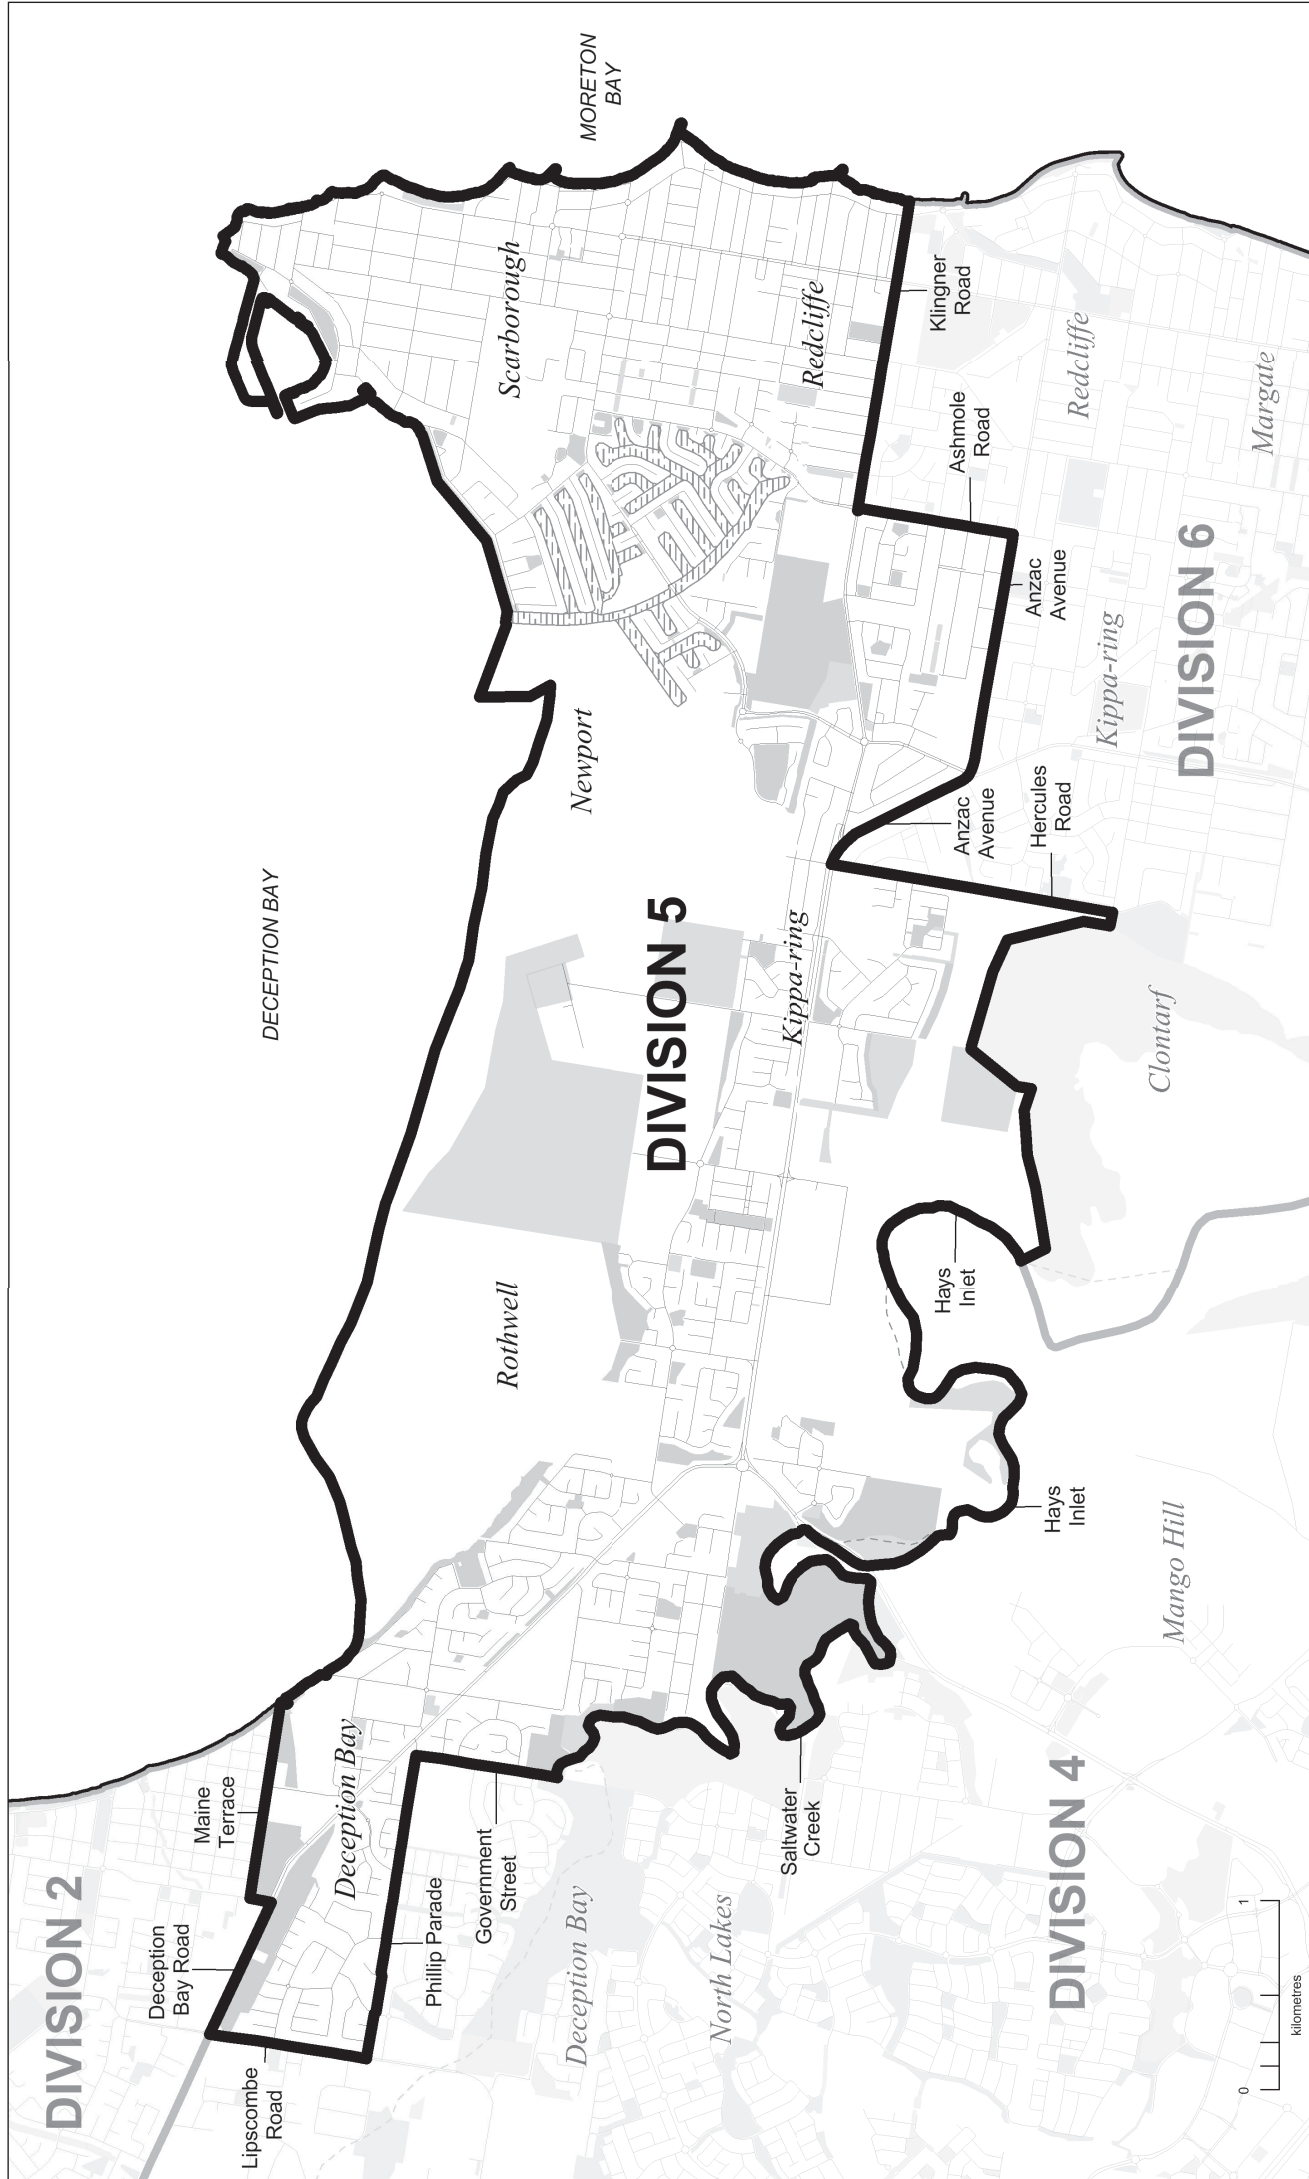 DIVISION 2
Deception
Bay Road
Lipscombe
Road
Maine
Terrace
Deception Bay
Phillip Parade
Government
Street
Deception Bay
North Lakes
Saltwater
Creek
DIVISION 4
0
1
kilometres
Mango Hill
Hays
Inlet
Hays
Inlet
Rothwell
DECEPTION BAY
DIVISION 5
Kippa-ring
Newport
Clontarf
Hercules
Road
Anzac
Avenue
Kippa-ring
DIVISION 6
Anzac
Avenue
Ashmole
Road
Scarborough
Redcliffe
Klingner
Road
Redcliffe
Margate
MORETON
BAY